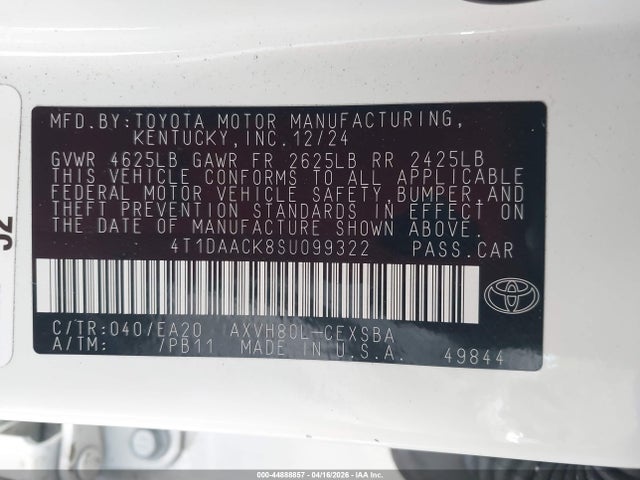 MFD.BY:TOYOTA MOTOR MANUFACTURING,
KENTUCKY,INC.12/24
GVWR 4625LB GAWR FR 2625LB RR 2425LB
THIS VEHICLE CONFORMS TO ALL APPLICABLE
FEDERAL MOTOR VEHICLE SAFETY,BUMPER,AND
THEFT PREVENTION STANDARDS IN EFFECT ON
THE DATE OF MANUFACTURE SHOWN ABOVE.
4T1DAACK8SU099322 PASS.CAR
C/TR:040/EA20 AXVH80L-CEXSBA
A/TM: /PB11 MADE IN U.S.A. 49844
TOYOTA
000-44888857 - 04/16/2026 - IAAI.COM